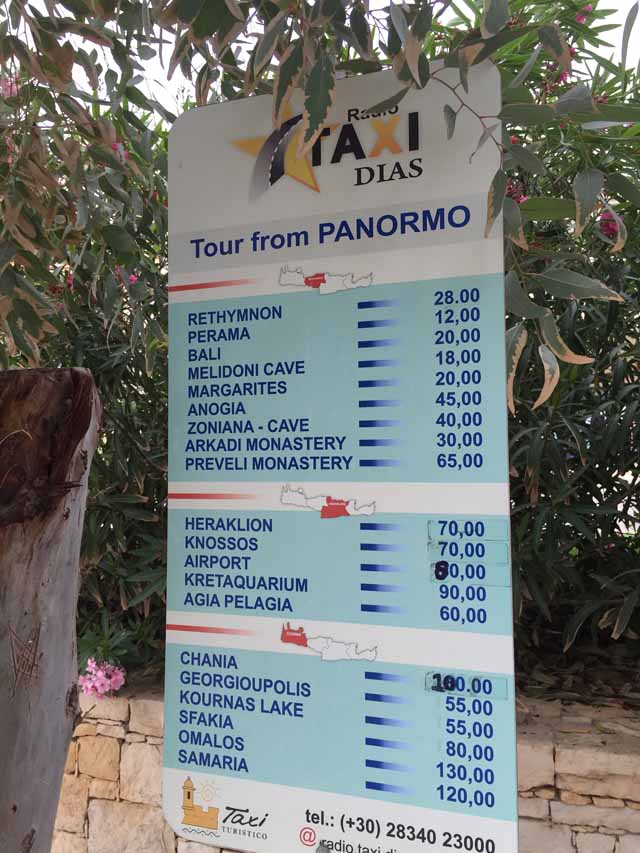 Radio
TAXI
DIAS
Tour from PANORMO
RETHYMNON 28.00
PERAMA 12,00
BALI 20,00
MELIDONI CAVE 18,00
MARGARITES 20,00
ANOGIA 45,00
ZONIANA - CAVE 40,00
ARKADI MONASTERY 30,00
PREVELI MONASTERY 65,00
HERAKLION 70,00
KNOSSOS 70,00
AIRPORT 80,00
KRETAQUARIUM 90,00
AGIA PELAGIA 60,00
CHANIA 100.00
GEORGIOUPOLIS 55,00
KOURNAS LAKE 55,00
SFAKIA 80,00
OMALOS 130,00
SAMARIA 120,00
Taxi
TURISTICO
tel.: (+30) 28340 23000
@ radio taxi